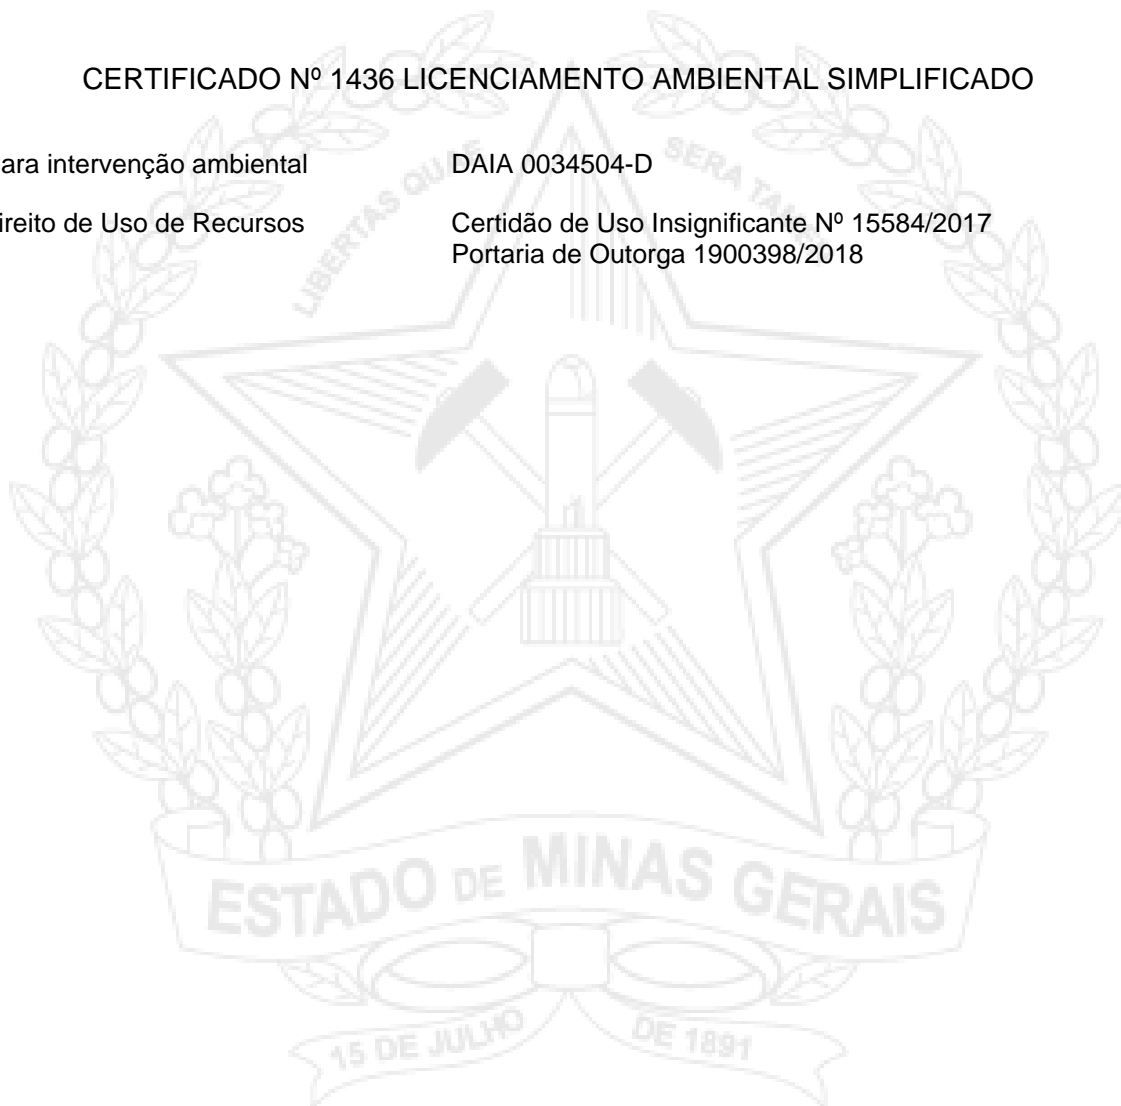 CERTIFICADO Nº 1436 LICENCIAMENTO AMBIENTAL SIMPLIFICADO
ara intervenção ambiental DAIA 0034504-D
ireito de Uso de Recursos Certidão de Uso Insignificante Nº 15584/2017
Portaria de Outorga 1900398/2018
LIBERTAS QUÆ SERA TAMEN
ESTADO DE MINAS GERAIS
15 DE JULHO DE 1891